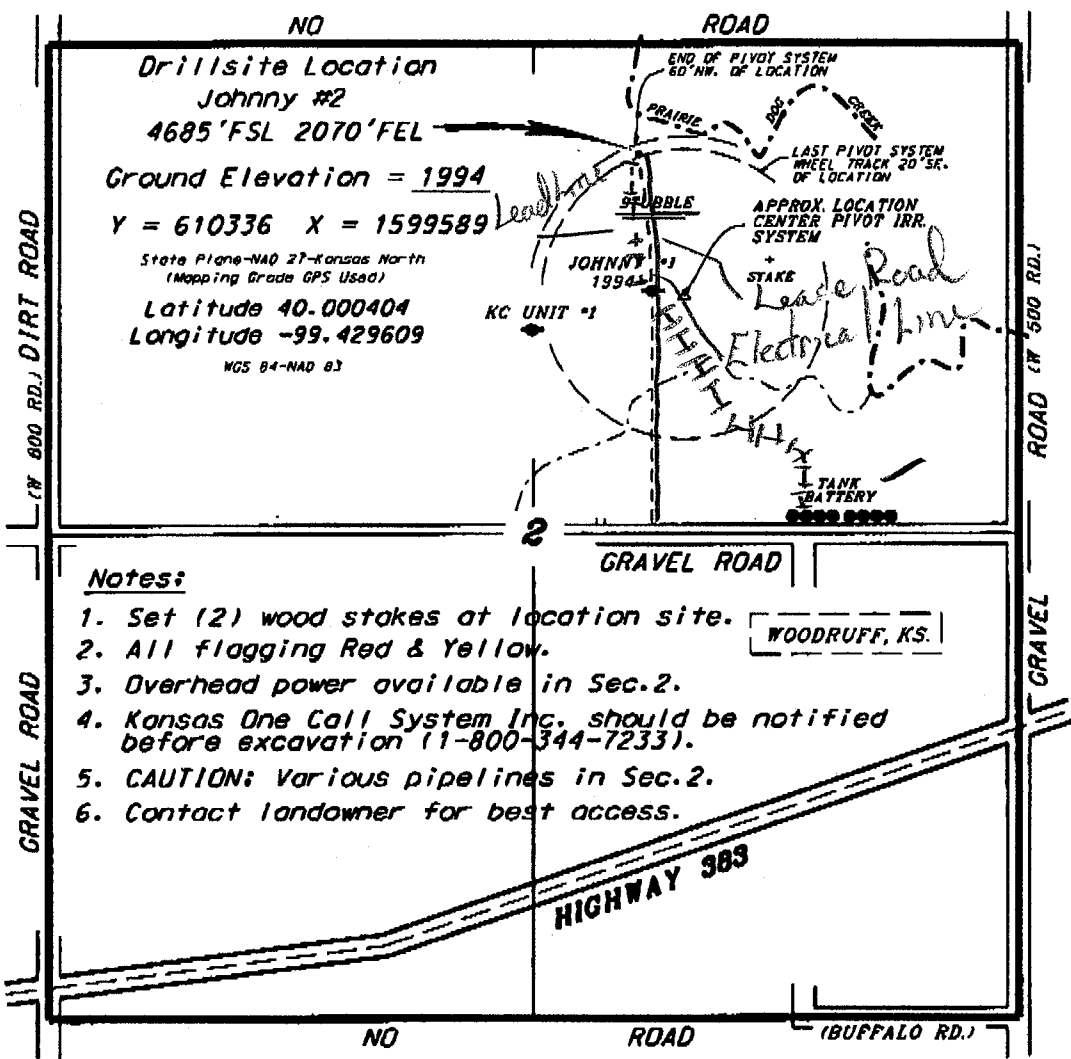 NO ROAD
Drillsite Location
Johnny #2
4685'FSL 2070'FEL
Ground Elevation = 1994
Y = 610336 X = 1599589
State Plane-NAD 27-Kansas North
(Mapping Grade GPS Used)
Latitude 40.000404
Longitude -99.429609
WGS 84-NAD 83
END OF PIVOT SYSTEM
60'NW. OF LOCATION
PRAIRIE DOG CREEK
LAST PIVOT SYSTEM
WHEEL TRACK 20'SE.
OF LOCATION
Lead Line
STUBBLE
APPROX. LOCATION
CENTER PIVOT IRR.
SYSTEM
+
STAKE
JOHNNY #1
1994
KC UNIT #1
Leade Road
Electrical Line
TANK
BATTERY
(W 800 RD.) DIRT ROAD
ROAD (W 500 RD.)
2
GRAVEL ROAD
WOODRUFF, KS.
Notes:
1. Set (2) wood stakes at location site.
2. All flagging Red & Yellow.
3. Overhead power available in Sec.2.
4. Kansas One Call System Inc. should be notified
before excavation (1-800-344-7233).
5. CAUTION: Various pipelines in Sec.2.
6. Contact landowner for best access.
GRAVEL ROAD
GRAVEL
HIGHWAY 383
NO ROAD
(BUFFALO RD.)